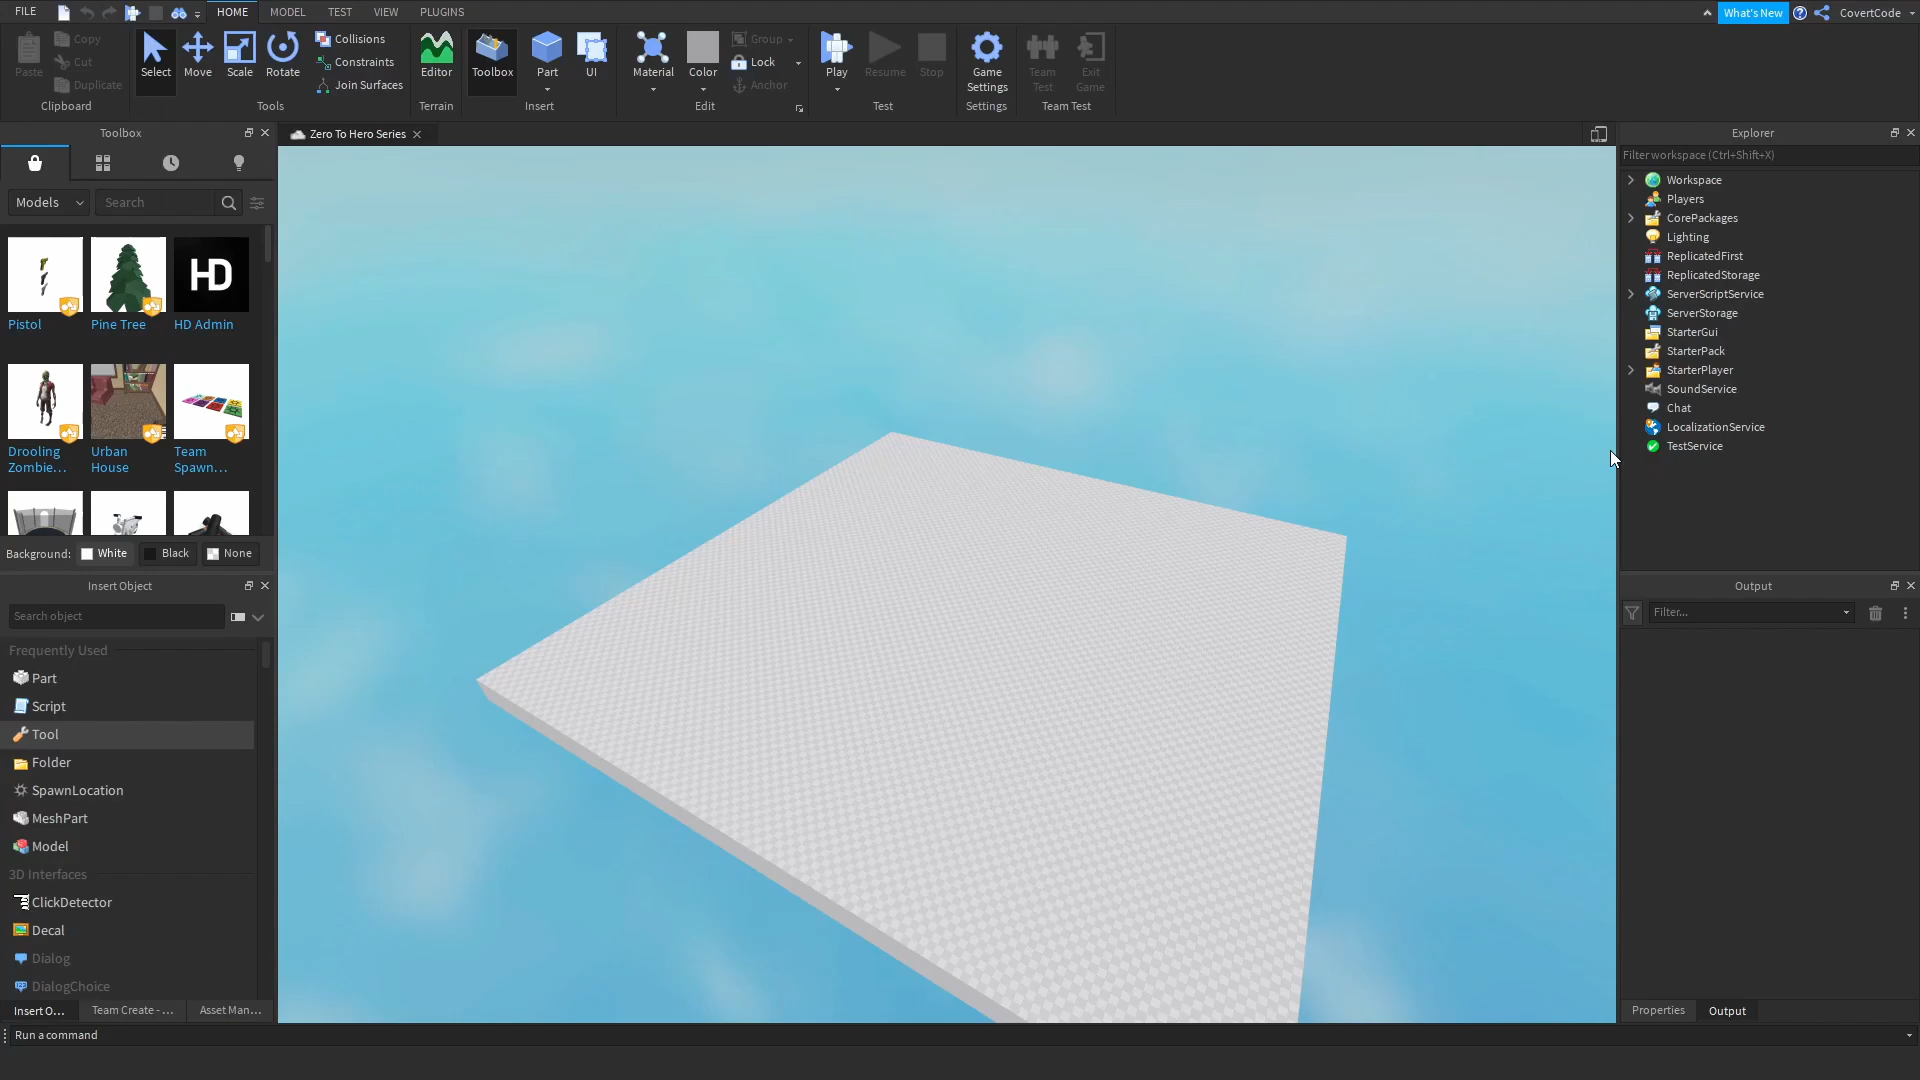 FILE HOME MODEL TEST VIEW PLUGINS What's New CovertCode
Paste Copy Cut Duplicate
Clipboard
Select Move Scale Rotate Collisions Constraints Join Surfaces
Tools
Editor
Terrain
Toolbox Part UI
Insert
Material Color Group Lock Anchor
Edit
Play Resume Stop
Test
Game Settings
Settings
Team Test Exit Game
Team Test
Toolbox
Models Search
Pistol Pine Tree HD Admin
HD
Drooling Zombie... Urban House Team Spawn...
Background: White Black None
Insert Object
Search object
Frequently Used
Part
Script
Tool
Folder
SpawnLocation
MeshPart
Model
3D Interfaces
ClickDetector
Decal
Dialog
DialogChoice
Insert O... Team Create - ... Asset Man...
Run a command
Zero To Hero Series
Explorer
Filter workspace (Ctrl+Shift+X)
Workspace
Players
CorePackages
Lighting
ReplicatedFirst
ReplicatedStorage
ServerScriptService
ServerStorage
StarterGui
StarterPack
StarterPlayer
SoundService
Chat
LocalizationService
TestService
Output
Filter...
Properties Output